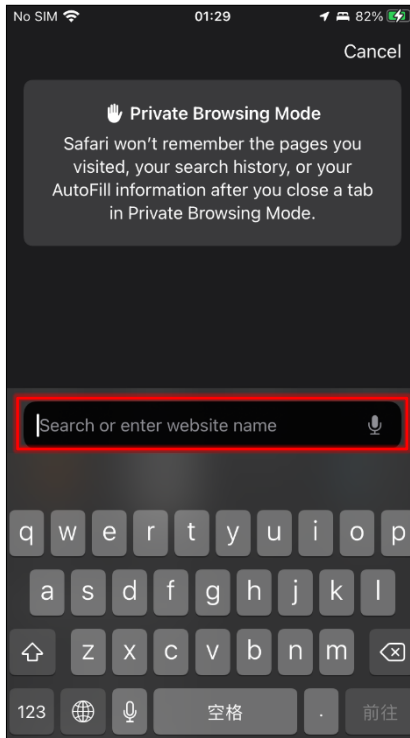 No SIM 01:29 82%
Cancel
Private Browsing Mode
Safari won't remember the pages you
visited, your search history, or your
AutoFill information after you close a tab
in Private Browsing Mode.
Search or enter website name
q w e r t y u i o p
a s d f g h j k l
z x c v b n m
123 空格 . 前往